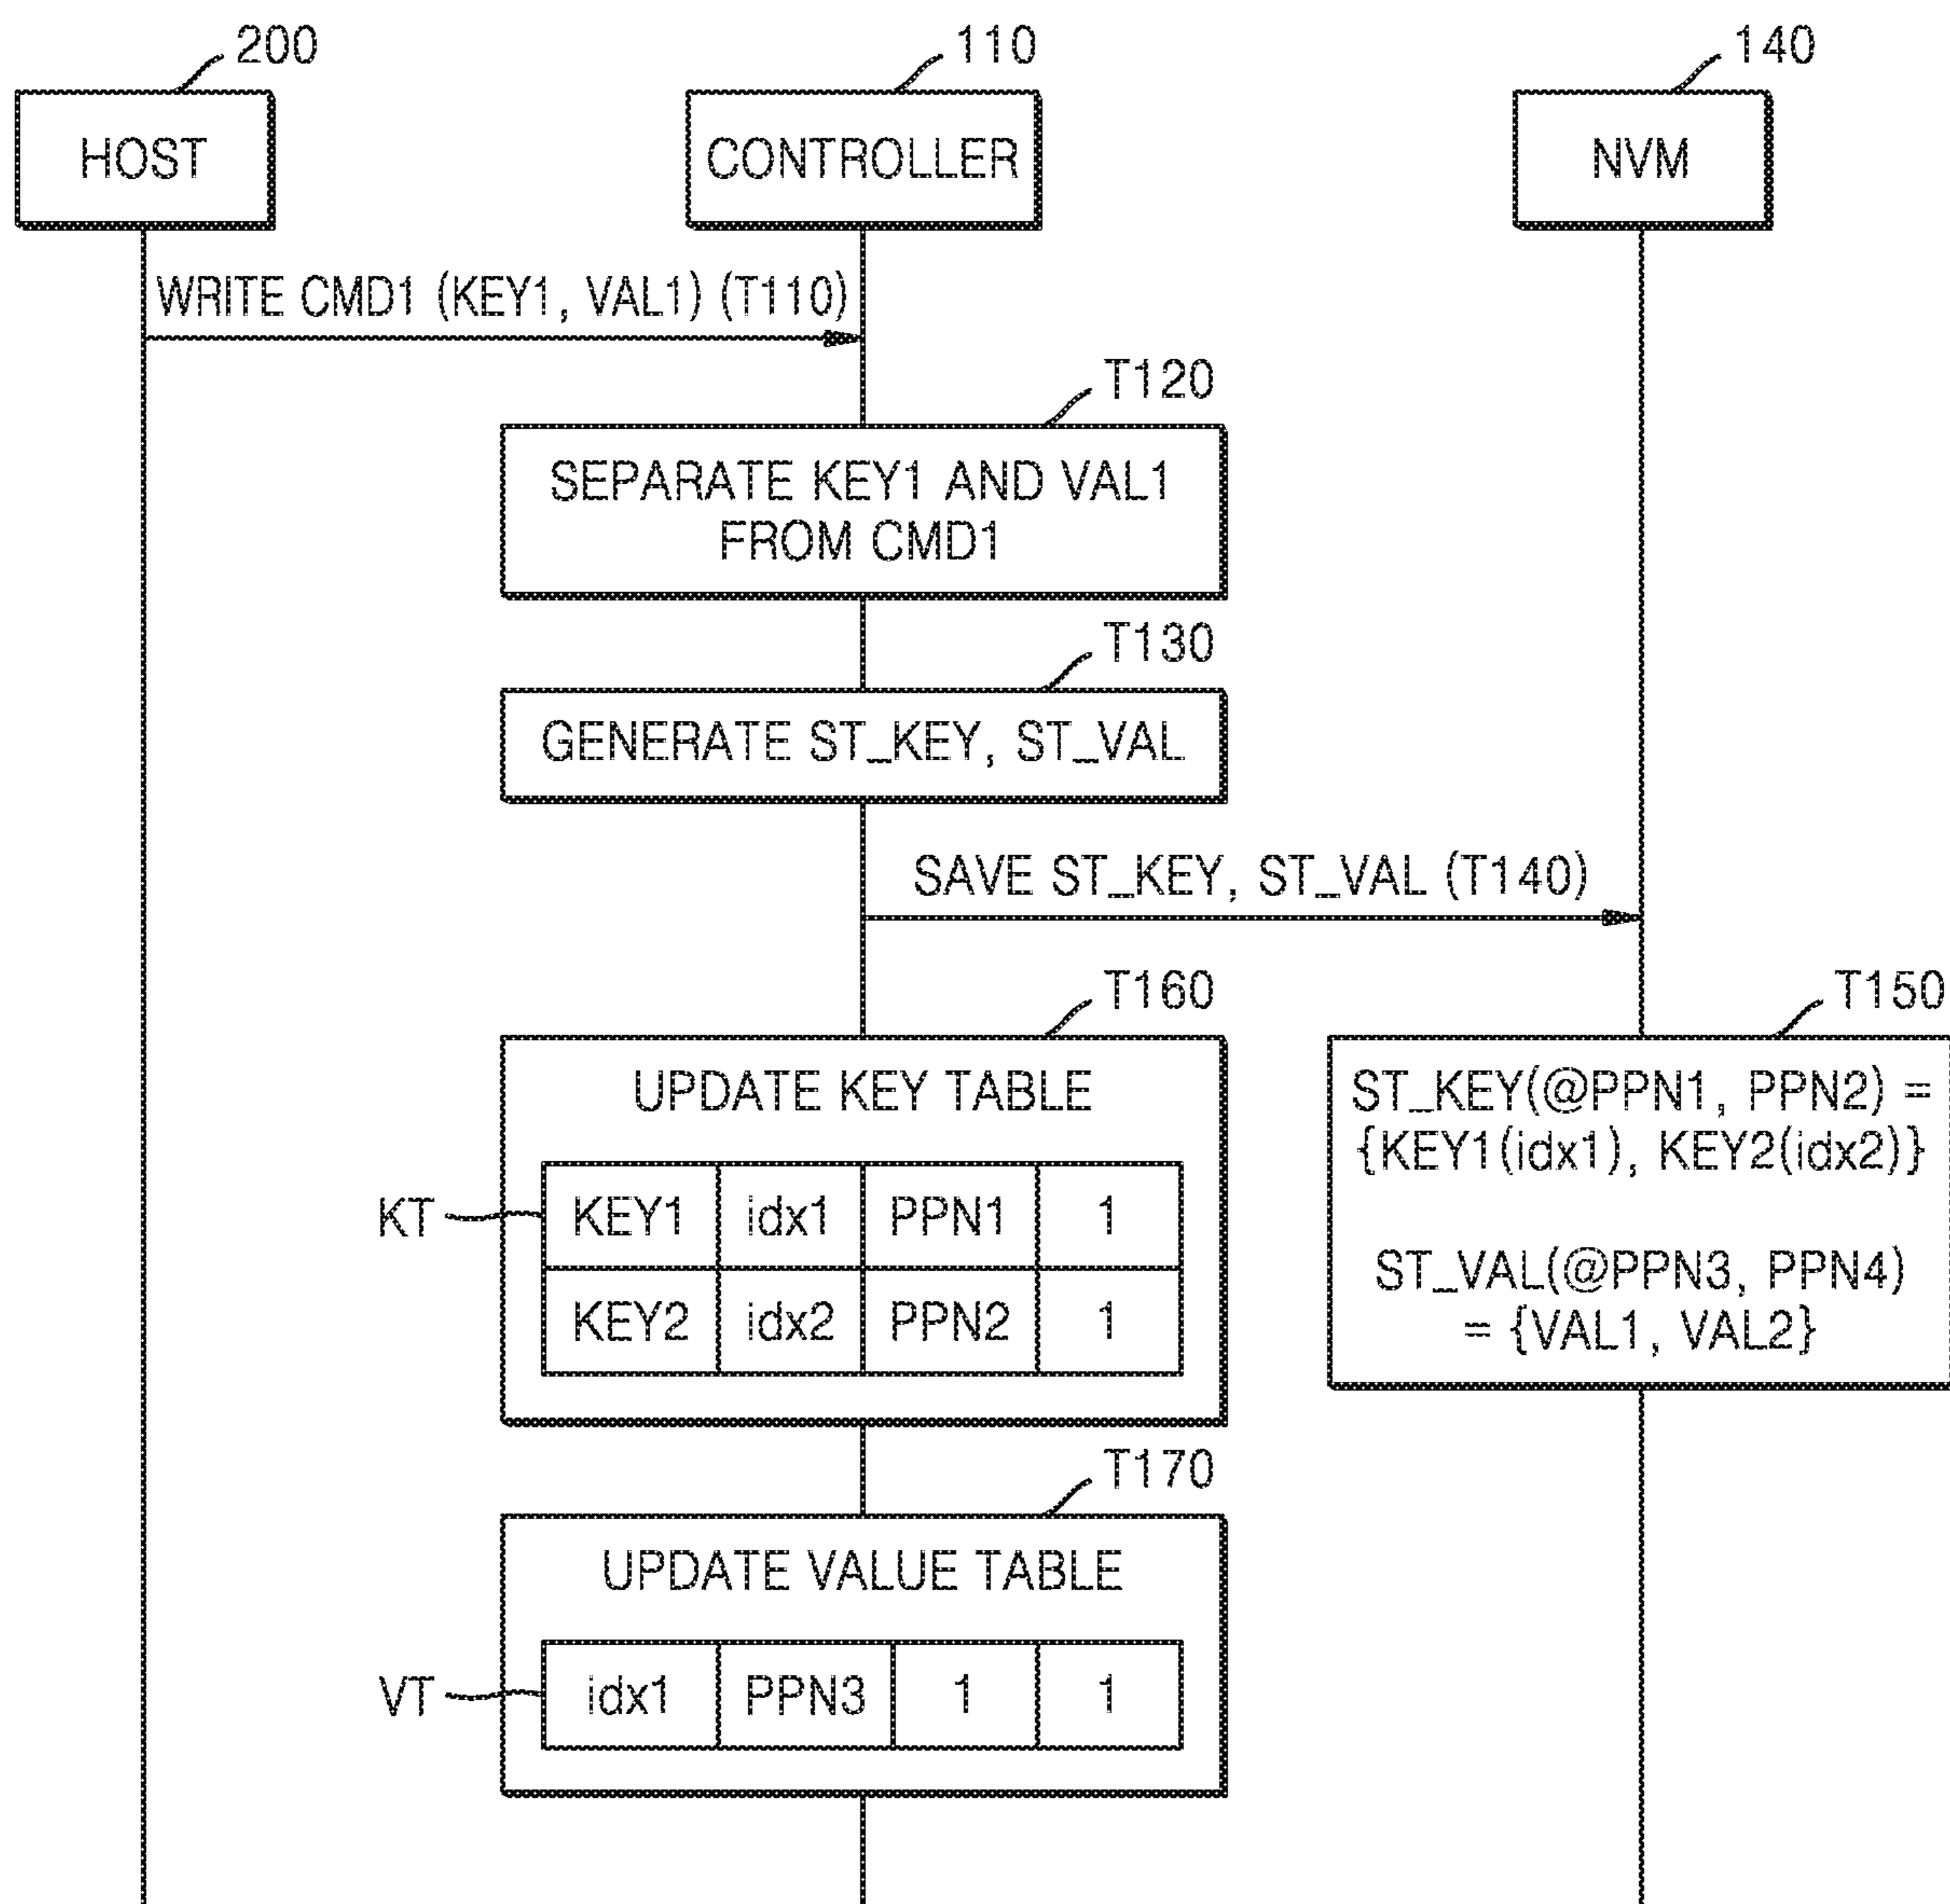 200
110
140
HOST
CONTROLLER
NVM
WRITE CMD1 (KEY1, VAL1) (T110)
T120
SEPARATE KEY1 AND VAL1
FROM CMD1
T130
GENERATE ST_KEY, ST_VAL
SAVE ST_KEY, ST_VAL (T140)
T160
UPDATE KEY TABLE
KT
KEY1 idx1 PPN1 1
KEY2 idx2 PPN2 1
T150
ST_KEY(@PPN1, PPN2) =
{KEY1(idx1), KEY2(idx2)}
ST_VAL(@PPN3, PPN4)
= {VAL1, VAL2}
T170
UPDATE VALUE TABLE
VT
idx1 PPN3 1 1